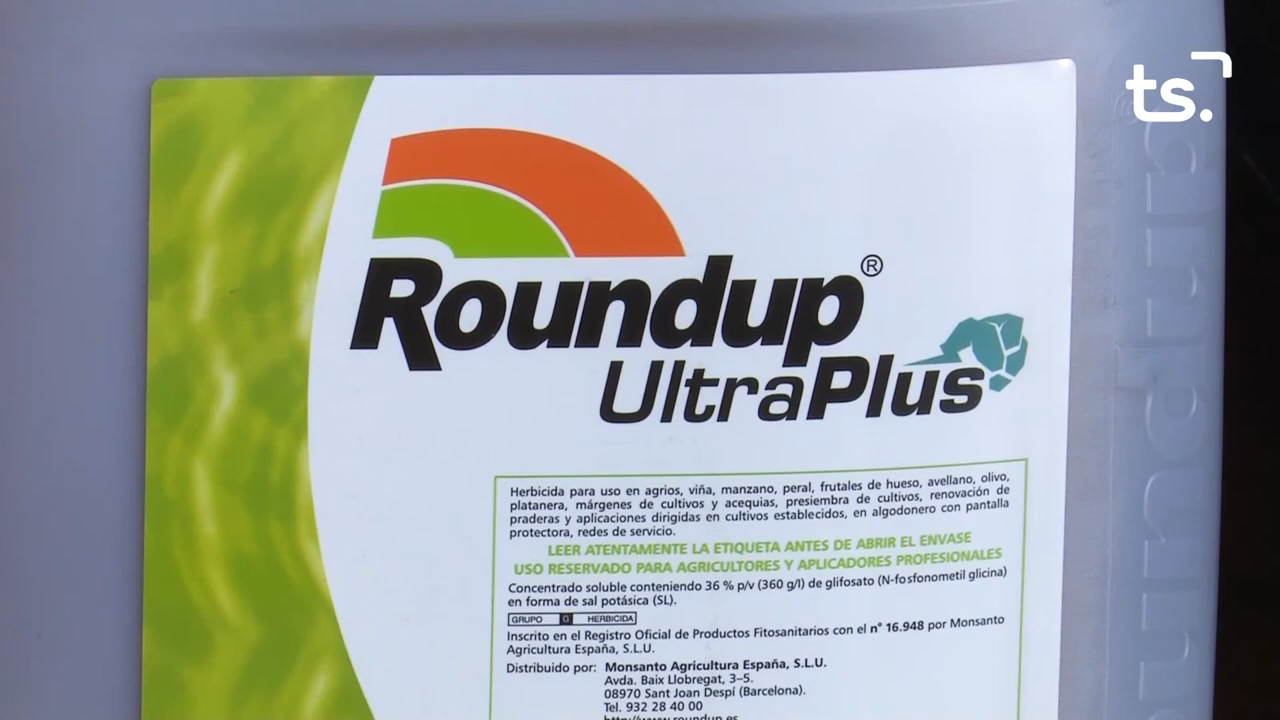 ts.
Roundup®
UltraPlus
Herbicida para uso en agrios, viña, manzano, peral, frutales de hueso, avellano, olivo,
platanera, márgenes de cultivos y acequias, presiembra de cultivos, renovación de
praderas y aplicaciones dirigidas en cultivos establecidos, en algodonero con pantalla
protectora, redes de servicio.
LEER ATENTAMENTE LA ETIQUETA ANTES DE ABRIR EL ENVASE
USO RESERVADO PARA AGRICULTORES Y APLICADORES PROFESIONALES
Concentrado soluble conteniendo 36 % p/v (360 g/l) de glifosato (N-fosfonometil glicina)
en forma de sal potásica (SL).
GRUPO G HERBICIDA
Inscrito en el Registro Oficial de Productos Fitosanitarios con el n° 16.948 por Monsanto
Agricultura España, S.L.U.
Distribuido por: Monsanto Agricultura España, S.L.U.
Avda. Baix Llobregat, 3–5.
08970 Sant Joan Despí (Barcelona).
Tel. 932 28 40 00
http://www.roundup.es